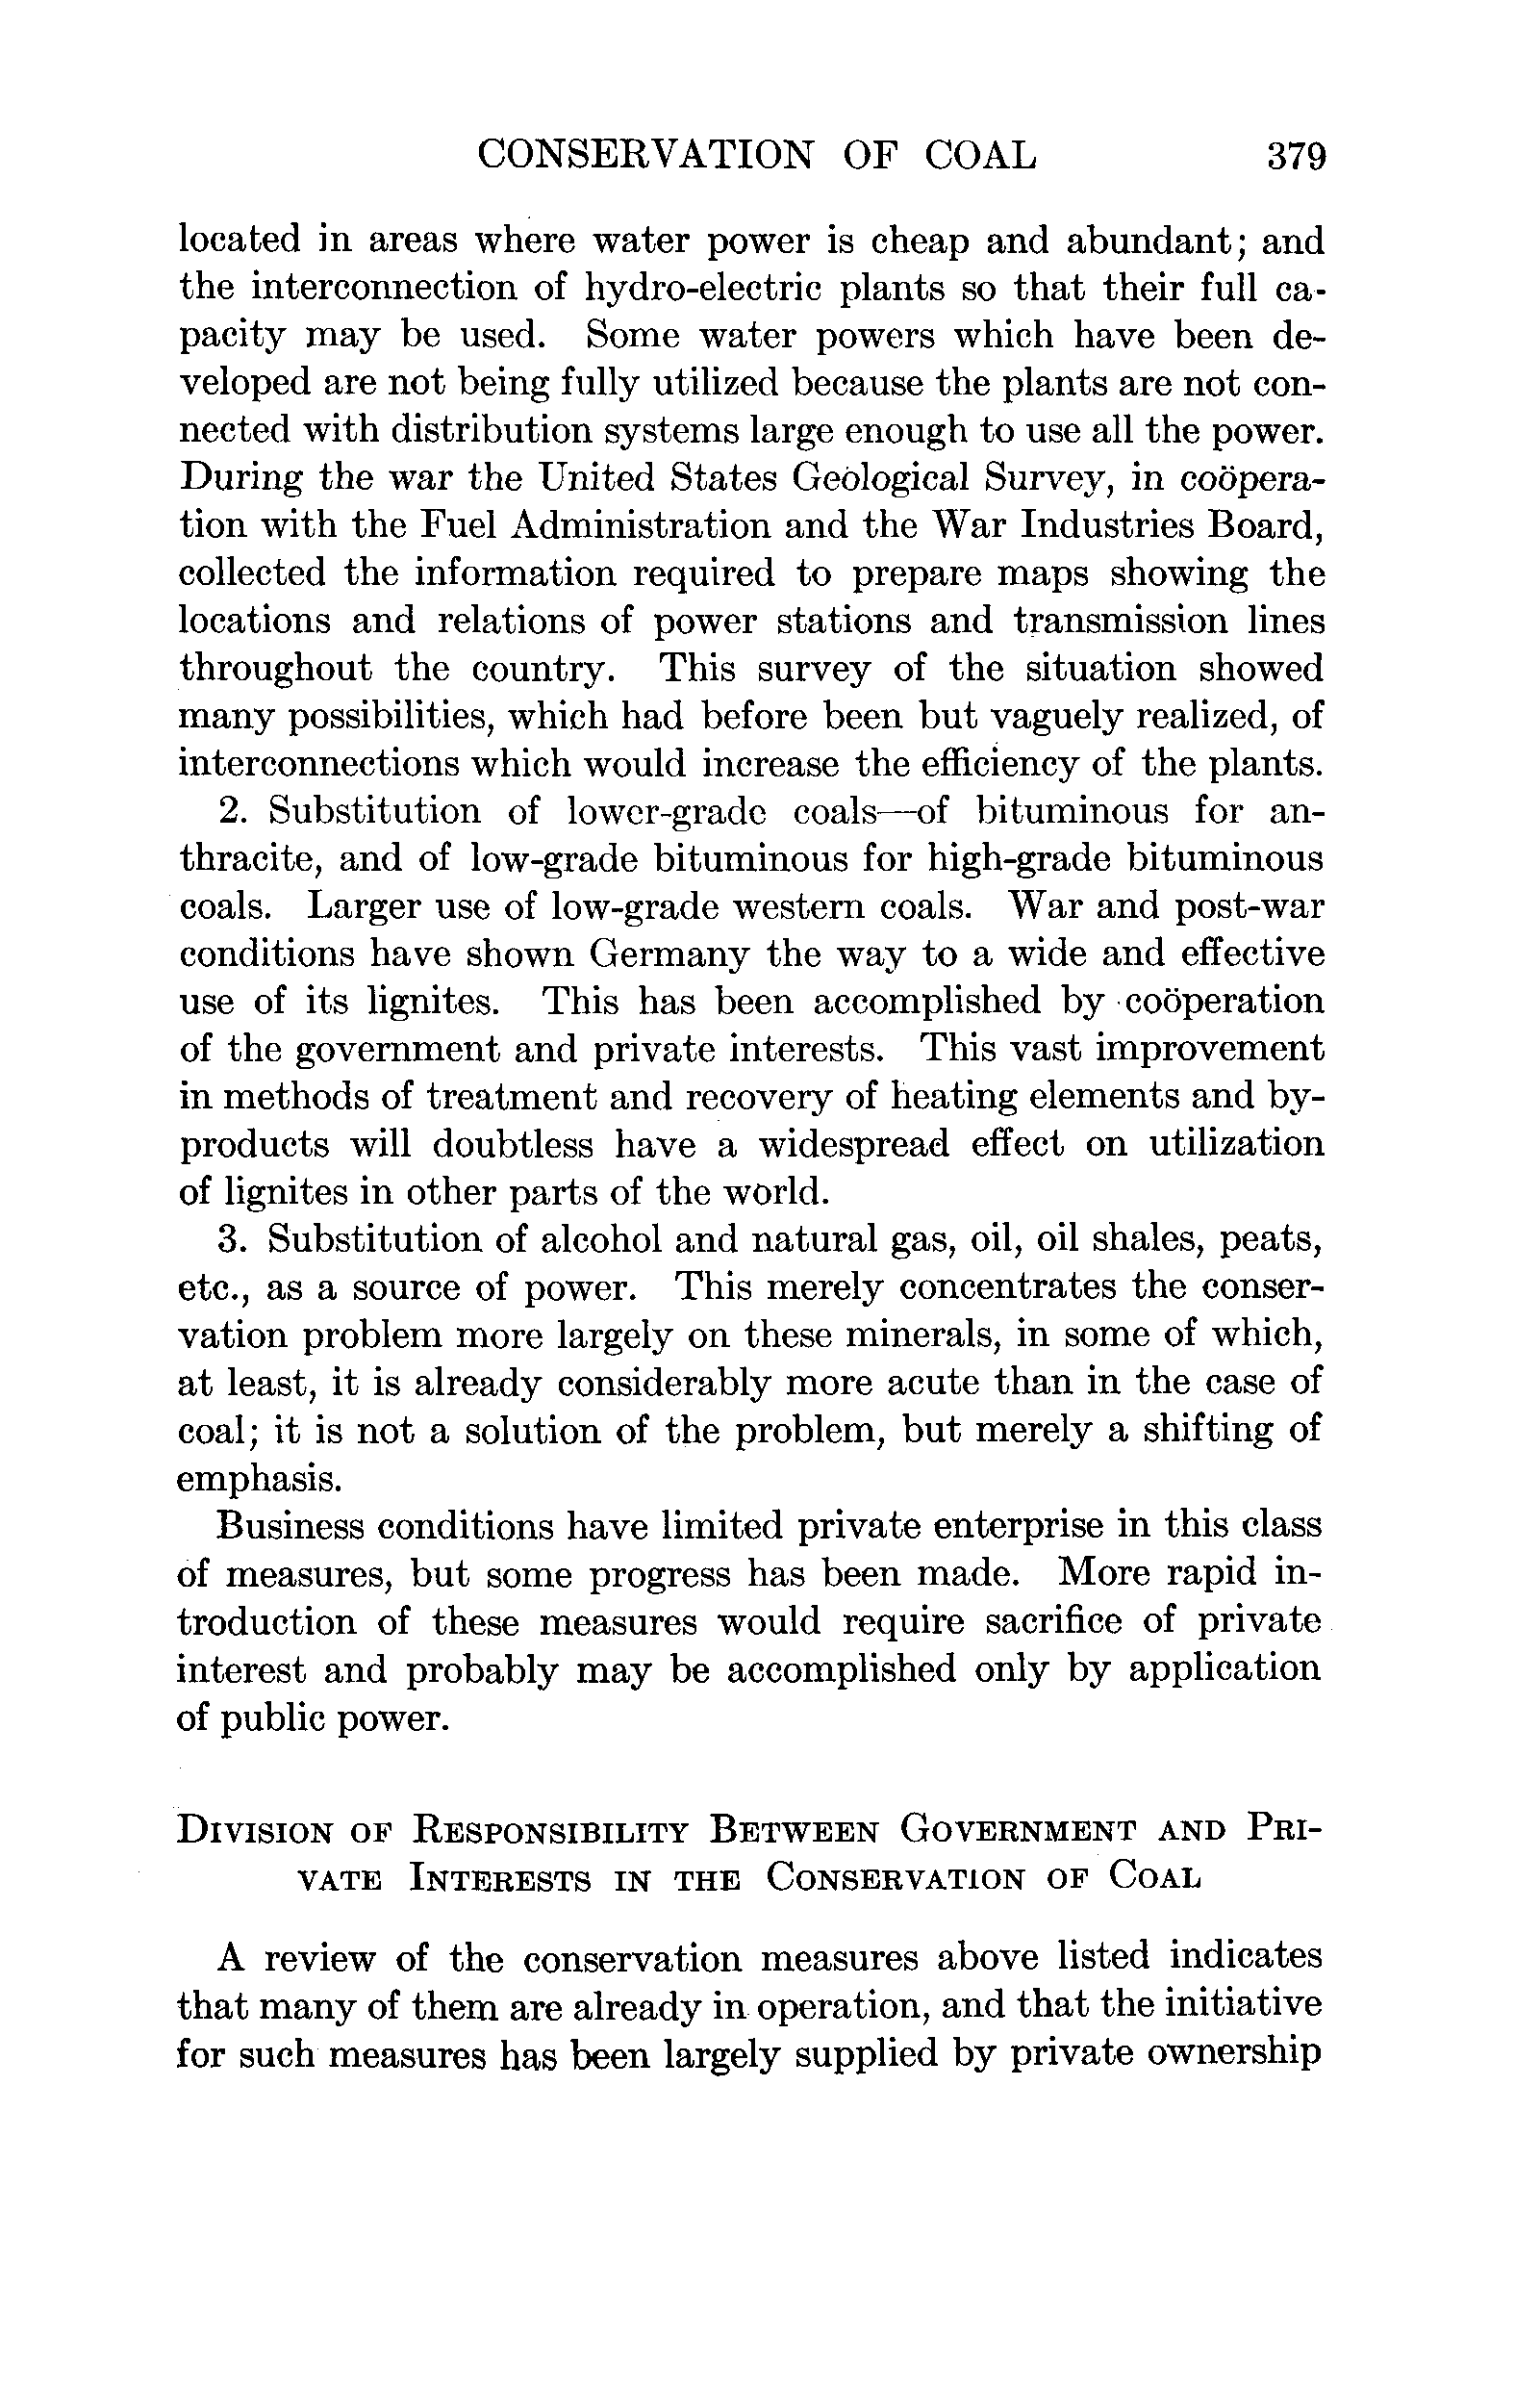 CONSERVATION OF COAL 379
located in areas where water power is cheap and abundant; and
the interconnection of hydro-electric plants so that their full ca-
pacity may be used. Some water powers which have been de-
veloped are not being fully utilized because the plants are not con-
nected with distribution systems large enough to use all the power.
During the war the United States Geological Survey, in coöpera-
tion with the Fuel Administration and the War Industries Board,
collected the information required to prepare maps showing the
locations and relations of power stations and transmission lines
throughout the country. This survey of the situation showed
many possibilities, which had before been but vaguely realized, of
interconnections which would increase the efficiency of the plants.
2. Substitution of lower-grade coals—of bituminous for an-
thracite, and of low-grade bituminous for high-grade bituminous
coals. Larger use of low-grade western coals. War and post-war
conditions have shown Germany the way to a wide and effective
use of its lignites. This has been accomplished by coöperation
of the government and private interests. This vast improvement
in methods of treatment and recovery of heating elements and by-
products will doubtless have a widespread effect on utilization
of lignites in other parts of the world.
3. Substitution of alcohol and natural gas, oil, oil shales, peats,
etc., as a source of power. This merely concentrates the conser-
vation problem more largely on these minerals, in some of which,
at least, it is already considerably more acute than in the case of
coal; it is not a solution of the problem, but merely a shifting of
emphasis.
Business conditions have limited private enterprise in this class
of measures, but some progress has been made. More rapid in-
troduction of these measures would require sacrifice of private
interest and probably may be accomplished only by application
of public power.
DIVISION OF RESPONSIBILITY BETWEEN GOVERNMENT AND PRI-
VATE INTERESTS IN THE CONSERVATION OF COAL
A review of the conservation measures above listed indicates
that many of them are already in operation, and that the initiative
for such measures has been largely supplied by private ownership